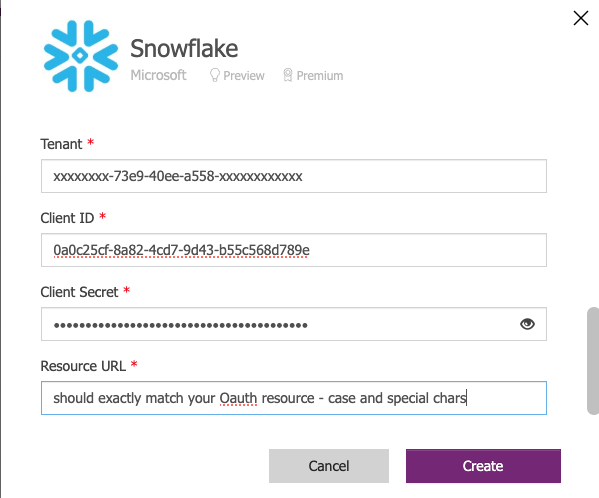 Snowflake
Microsoft Preview Premium
Tenant *
xxxxxxxx-73e9-40ee-a558-xxxxxxxxxxxx
Client ID *
0a0c25cf-8a82-4cd7-9d43-b55c568d789e
Client Secret *
••••••••••••••••••••••••••••••••••••••••
Resource URL *
should exactly match your Oauth resource - case and special chars
Cancel Create